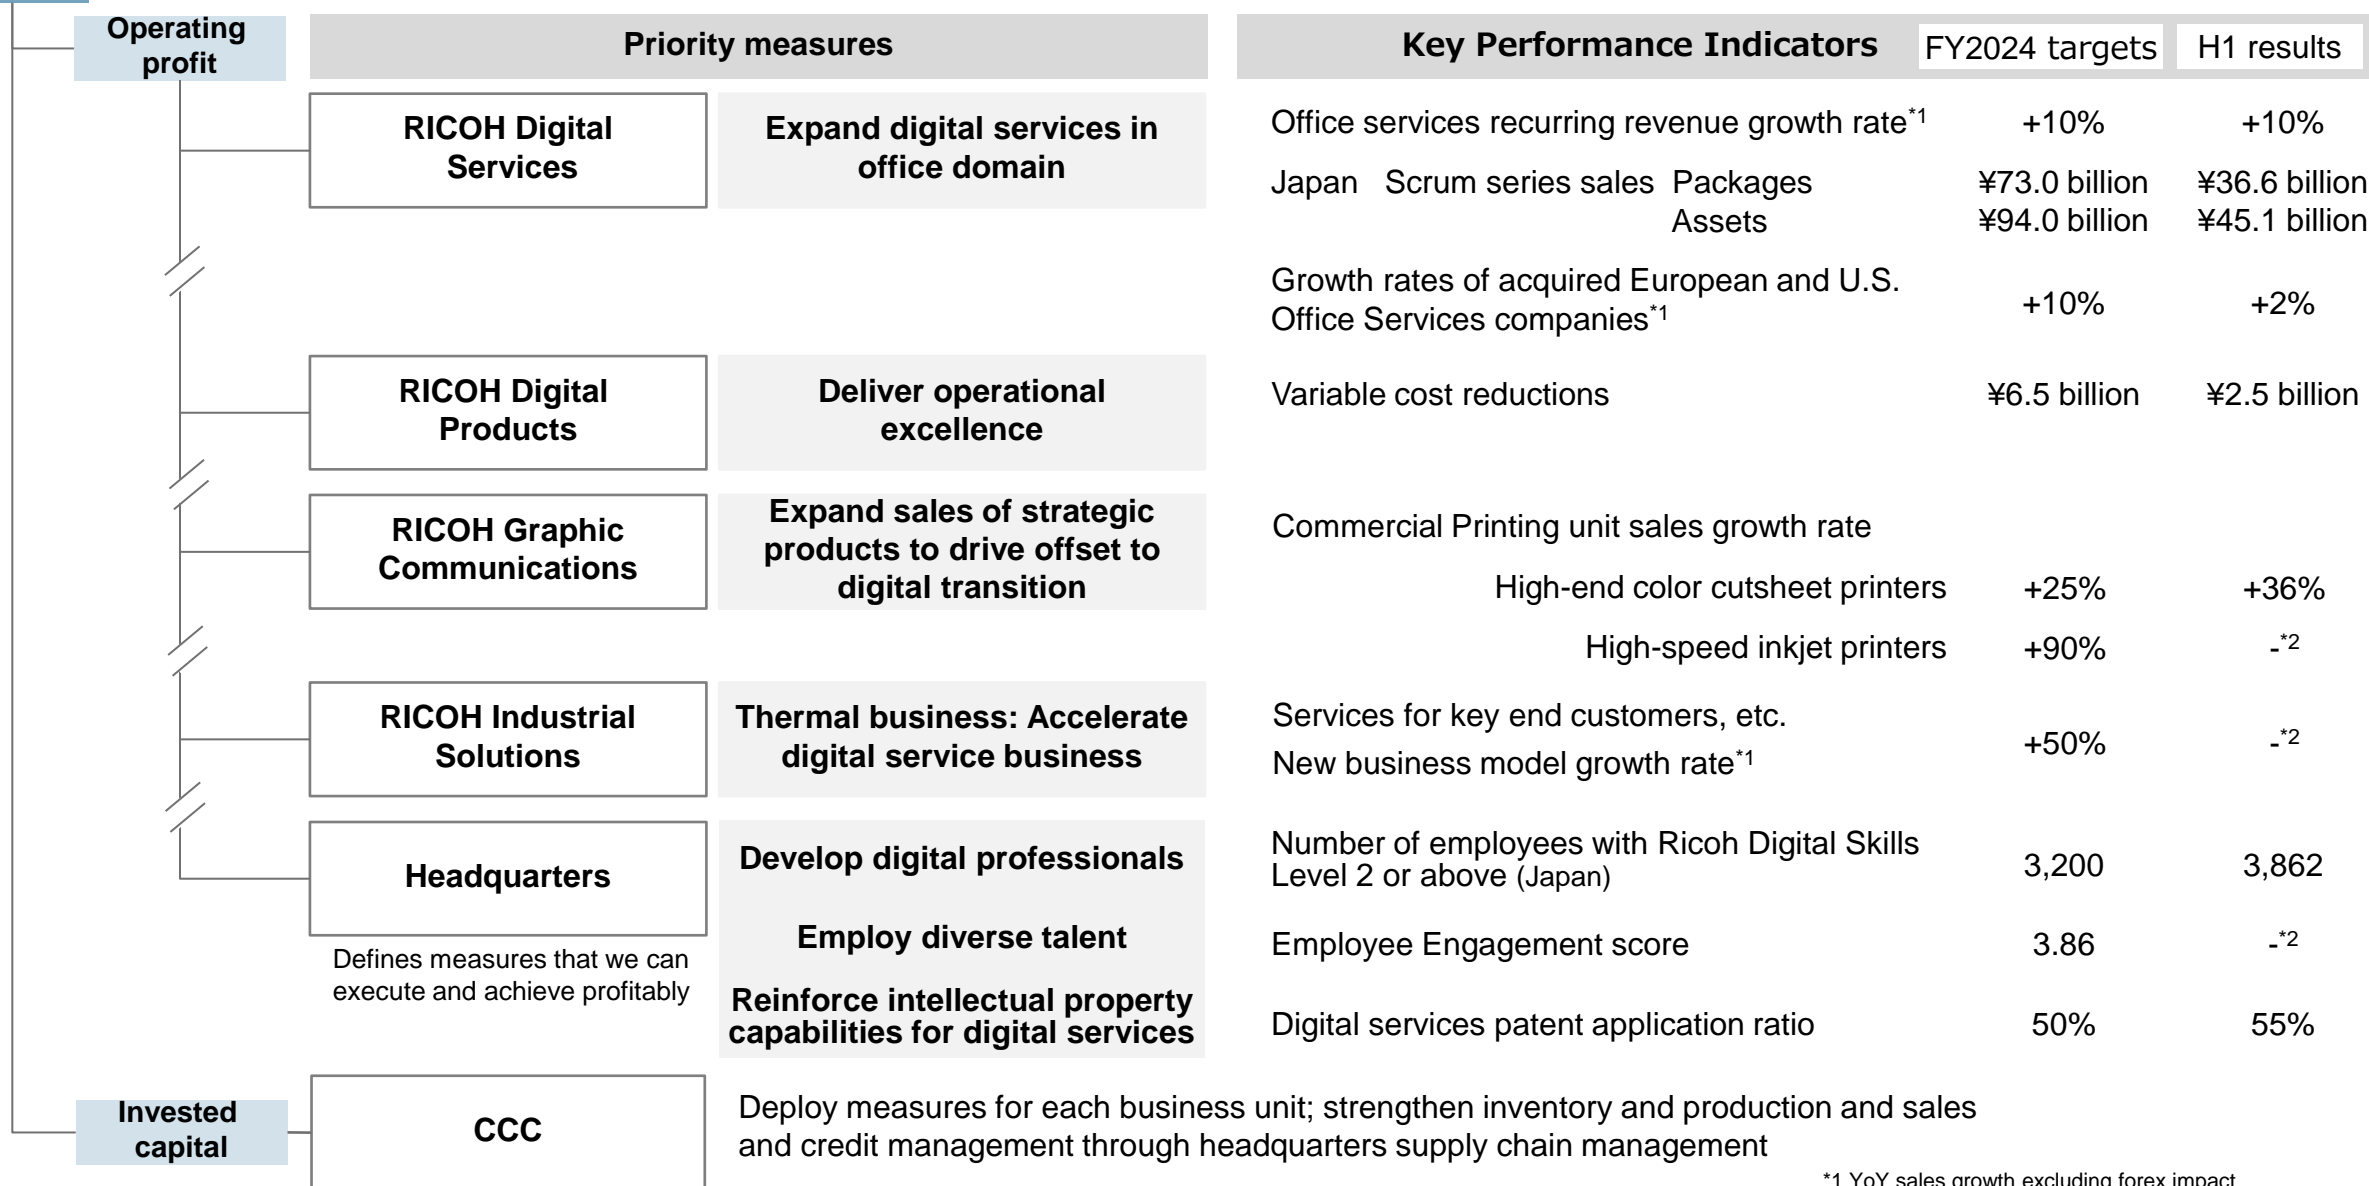 Operating
profit
Priority measures
Key Performance Indicators FY2024 targets H1 results
RICOH Digital
Services
Expand digital services in
office domain
Office services recurring revenue growth rate*1 +10% +10%
Japan Scrum series sales Packages ¥73.0 billion ¥36.6 billion
Assets ¥94.0 billion ¥45.1 billion
Growth rates of acquired European and U.S.
Office Services companies*1 +10% +2%
RICOH Digital
Products
Deliver operational
excellence
Variable cost reductions ¥6.5 billion ¥2.5 billion
RICOH Graphic
Communications
Expand sales of strategic
products to drive offset to
digital transition
Commercial Printing unit sales growth rate
High-end color cutsheet printers +25% +36%
High-speed inkjet printers +90% -*2
RICOH Industrial
Solutions
Thermal business: Accelerate
digital service business
Services for key end customers, etc.
New business model growth rate*1 +50% -*2
Headquarters
Defines measures that we can
execute and achieve profitably
Develop digital professionals
Number of employees with Ricoh Digital Skills
Level 2 or above (Japan) 3,200 3,862
Employ diverse talent
Employee Engagement score 3.86 -*2
Reinforce intellectual property
capabilities for digital services
Digital services patent application ratio 50% 55%
Invested
capital
CCC
Deploy measures for each business unit; strengthen inventory and production and sales
and credit management through headquarters supply chain management
*1 YoY sales growth excluding forex impact